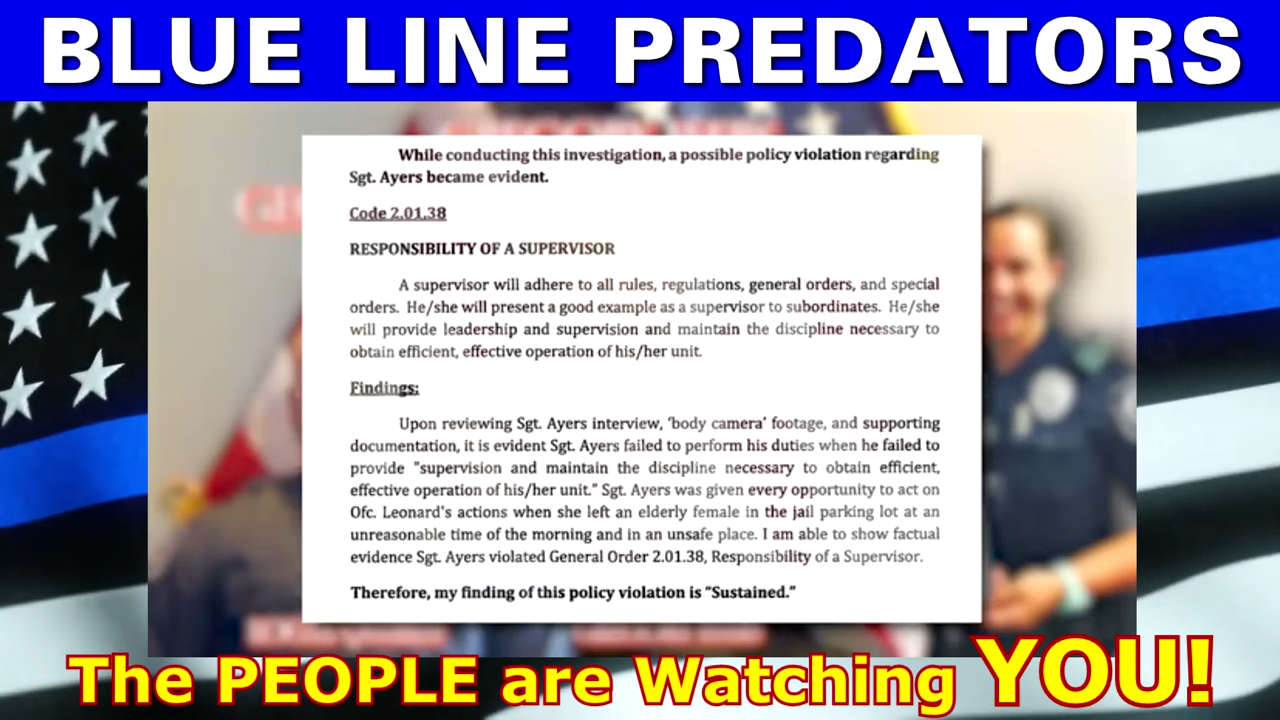 BLUE LINE PREDATORS
While conducting this investigation, a possible policy violation regarding
Sgt. Ayers became evident.
Code 2.01.38
RESPONSIBILITY OF A SUPERVISOR
A supervisor will adhere to all rules, regulations, general orders, and special
orders. He/she will present a good example as a supervisor to subordinates. He/she
will provide leadership and supervision and maintain the discipline necessary to
obtain efficient, effective operation of his/her unit.
Findings:
Upon reviewing Sgt. Ayers interview, 'body camera' footage, and supporting
documentation, it is evident Sgt. Ayers failed to perform his duties when he failed to
provide "supervision and maintain the discipline necessary to obtain efficient,
effective operation of his/her unit." Sgt. Ayers was given every opportunity to act on
Ofc. Leonard's actions when she left an elderly female in the jail parking lot at an
unreasonable time of the morning and in an unsafe place. I am able to show factual
evidence Sgt. Ayers violated General Order 2.01.38, Responsibility of a Supervisor.
Therefore, my finding of this policy violation is "Sustained."
The PEOPLE are Watching YOU!